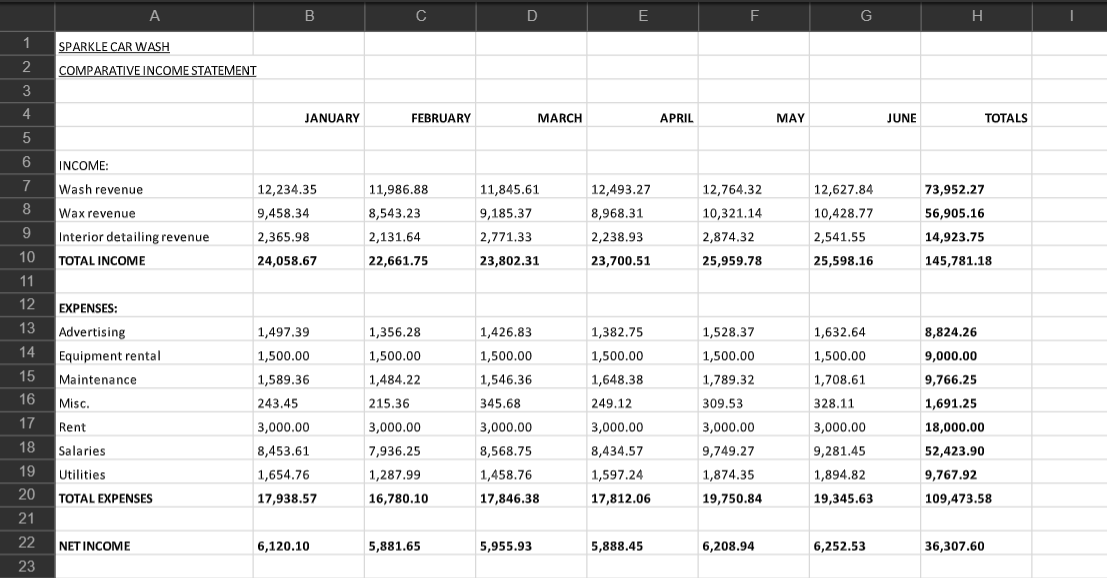 A B C D E F G H I
1 SPARKLE CAR WASH
2 COMPARATIVE INCOME STATEMENT
3
4 JANUARY FEBRUARY MARCH APRIL MAY JUNE TOTALS
5
6 INCOME:
7 Wash revenue 12,234.35 11,986.88 11,845.61 12,493.27 12,764.32 12,627.84 73,952.27
8 Wax revenue 9,458.34 8,543.23 9,185.37 8,968.31 10,321.14 10,428.77 56,905.16
9 Interior detailing revenue 2,365.98 2,131.64 2,771.33 2,238.93 2,874.32 2,541.55 14,923.75
10 TOTAL INCOME 24,058.67 22,661.75 23,802.31 23,700.51 25,959.78 25,598.16 145,781.18
11
12 EXPENSES:
13 Advertising 1,497.39 1,356.28 1,426.83 1,382.75 1,528.37 1,632.64 8,824.26
14 Equipment rental 1,500.00 1,500.00 1,500.00 1,500.00 1,500.00 1,500.00 9,000.00
15 Maintenance 1,589.36 1,484.22 1,546.36 1,648.38 1,789.32 1,708.61 9,766.25
16 Misc. 243.45 215.36 345.68 249.12 309.53 328.11 1,691.25
17 Rent 3,000.00 3,000.00 3,000.00 3,000.00 3,000.00 3,000.00 18,000.00
18 Salaries 8,453.61 7,936.25 8,568.75 8,434.57 9,749.27 9,281.45 52,423.90
19 Utilities 1,654.76 1,287.99 1,458.76 1,597.24 1,874.35 1,894.82 9,767.92
20 TOTAL EXPENSES 17,938.57 16,780.10 17,846.38 17,812.06 19,750.84 19,345.63 109,473.58
21
22 NET INCOME 6,120.10 5,881.65 5,955.93 5,888.45 6,208.94 6,252.53 36,307.60
23